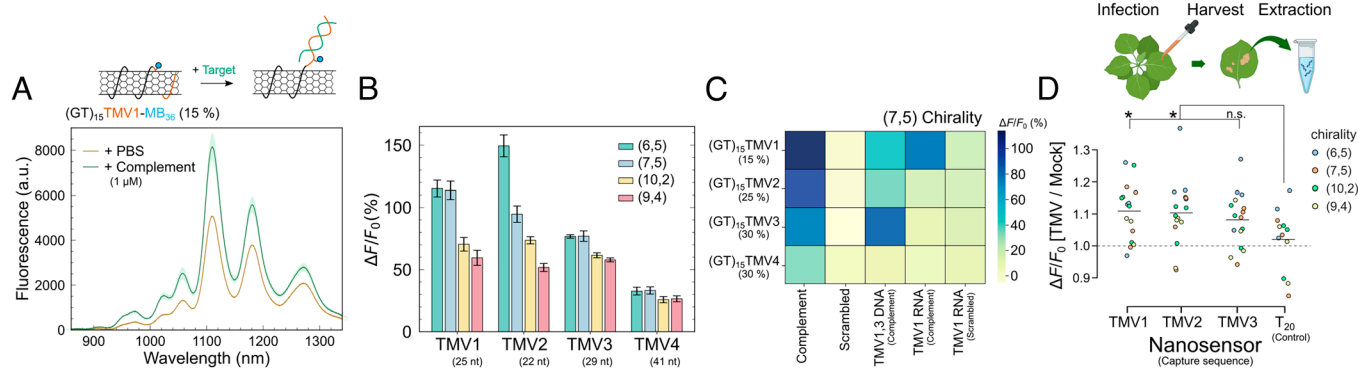 A
+ Target
(GT)₁₅TMV1-MB₃₆ (15 %)
Fluorescence (a.u.)
8000
6000
4000
2000
0
+ PBS
+ Complement
(1 μM)
900
1000
1100
1200
1300
Wavelength (nm)
B
ΔF/F₀(%)
150
100
50
0
(6,5)
(7,5)
(10,2)
(9,4)
TMV1
(25 nt)
TMV2
(22 nt)
TMV3
(29 nt)
TMV4
(41 nt)
C
(7,5) Chirality
ΔF/F₀ (%)
(GT)₁₅TMV1
(15 %)
(GT)₁₅TMV2
(25 %)
(GT)₁₅TMV3
(30 %)
(GT)₁₅TMV4
(30 %)
100
80
60
40
20
0
Complement
Scrambled
TMV1,3 DNA
(Complement)
TMV1 RNA
(Complement)
TMV1 RNA
(Scrambled)
Infection
Harvest
Extraction
D
*
*
n.s.
ΔF/F₀ [TMV / Mock]
1.3
1.2
1.1
1.0
0.9
chirality
(6,5)
(7,5)
(10,2)
(9,4)
TMV1
TMV2
TMV3
T₂₀
(Control)
Nanosensor
(Capture sequence)